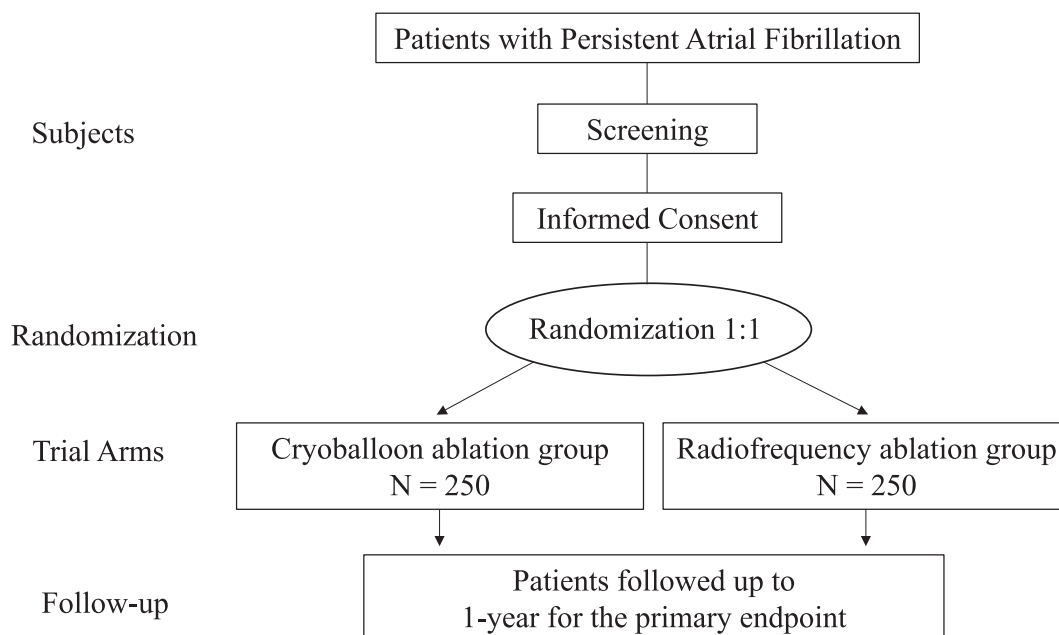 Patients with Persistent Atrial Fibrillation
Subjects
Screening
Informed Consent
Randomization
Randomization 1:1
Trial Arms
Cryoballoon ablation group
N = 250
Radiofrequency ablation group
N = 250
Follow-up
Patients followed up to
1-year for the primary endpoint